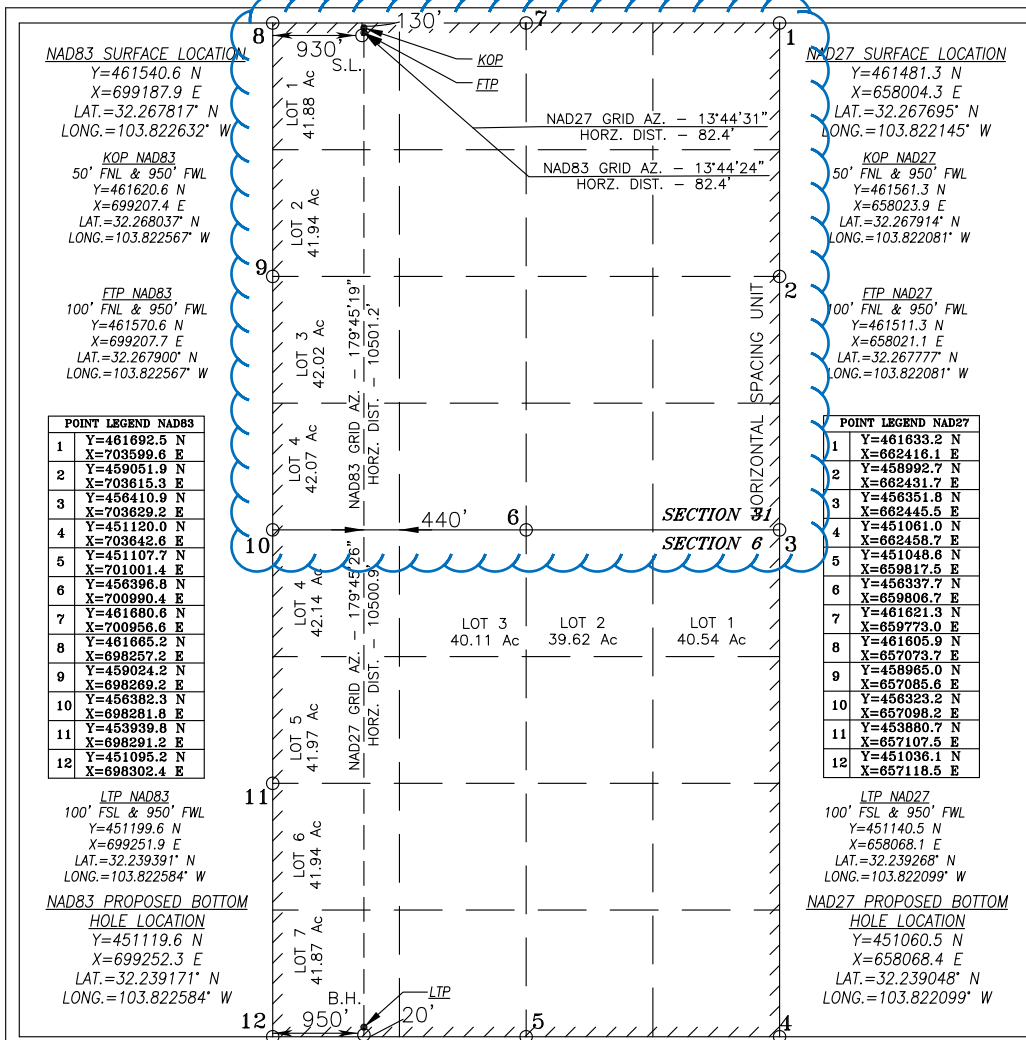 8
130'
7
1
930'
S.L.
KOP
FTP
NAD83 SURFACE LOCATION
Y=461540.6 N
X=699187.9 E
LAT.=32.267817° N
LONG.=103.822632° W
KOP NAD83
50' FNL & 950' FWL
Y=461620.6 N
X=699207.4 E
LAT.=32.268037° N
LONG.=103.822567° W
FTP NAD83
100' FNL & 950' FWL
Y=461570.6 N
X=699207.7 E
LAT.=32.267900° N
LONG.=103.822567° W
POINT LEGEND NAD83
1 Y=461692.5 N
X=703599.6 E
2 Y=459051.9 N
X=703615.3 E
3 Y=456410.9 N
X=703629.2 E
4 Y=451120.0 N
X=703642.6 E
5 Y=451107.7 N
X=701001.4 E
6 Y=456396.8 N
X=700990.4 E
7 Y=461680.6 N
X=700956.6 E
8 Y=461665.2 N
X=698257.2 E
9 Y=459024.2 N
X=698269.2 E
10 Y=456382.3 N
X=698281.8 E
11 Y=453939.8 N
X=698291.2 E
12 Y=451095.2 N
X=698302.4 E
LTP NAD83
100' FSL & 950' FWL
Y=451199.6 N
X=699251.9 E
LAT.=32.239391° N
LONG.=103.822584° W
NAD83 PROPOSED BOTTOM
HOLE LOCATION
Y=451119.6 N
X=699252.3 E
LAT.=32.239171° N
LONG.=103.822584° W
LOT 1
41.88 Ac
NAD27 GRID AZ. - 13°44'31"
HORZ. DIST. - 82.4'
NAD83 GRID AZ. - 13°44'24"
HORZ. DIST. - 82.4'
LOT 2
41.94 Ac
9
2
LOT 3
42.02 Ac
NAD83 GRID AZ. - 179°45'19"
HORZ. DIST. - 10501.2'
HORIZONTAL SPACING UNIT
LOT 4
42.07 Ac
10
440'
6
SECTION 31
SECTION 6
3
LOT 4
42.14 Ac
NAD27 GRID AZ. - 179°45'26"
HORZ. DIST. - 10500.9'
LOT 3
40.11 Ac
LOT 2
39.62 Ac
LOT 1
40.54 Ac
LOT 5
41.97 Ac
11
LOT 6
41.94 Ac
LOT 7
41.87 Ac
B.H.
LTP
12
950'
20'
5
4
NAD27 SURFACE LOCATION
Y=461481.3 N
X=658004.3 E
LAT.=32.267695° N
LONG.=103.822145° W
KOP NAD27
50' FNL & 950' FWL
Y=461561.3 N
X=658023.9 E
LAT.=32.267914° N
LONG.=103.822081° W
FTP NAD27
100' FNL & 950' FWL
Y=461511.3 N
X=658021.1 E
LAT.=32.267777° N
LONG.=103.822081° W
POINT LEGEND NAD27
1 Y=461633.2 N
X=662416.1 E
2 Y=458992.7 N
X=662431.7 E
3 Y=456351.8 N
X=662445.5 E
4 Y=451061.0 N
X=662458.7 E
5 Y=451048.6 N
X=659817.5 E
6 Y=456337.7 N
X=659806.7 E
7 Y=461621.3 N
X=659773.0 E
8 Y=461605.9 N
X=657073.7 E
9 Y=458965.0 N
X=657085.6 E
10 Y=456323.2 N
X=657098.2 E
11 Y=453880.7 N
X=657107.5 E
12 Y=451036.1 N
X=657118.5 E
LTP NAD27
100' FSL & 950' FWL
Y=451140.5 N
X=658068.1 E
LAT.=32.239268° N
LONG.=103.822099° W
NAD27 PROPOSED BOTTOM
HOLE LOCATION
Y=451060.5 N
X=658068.4 E
LAT.=32.239048° N
LONG.=103.822099° W